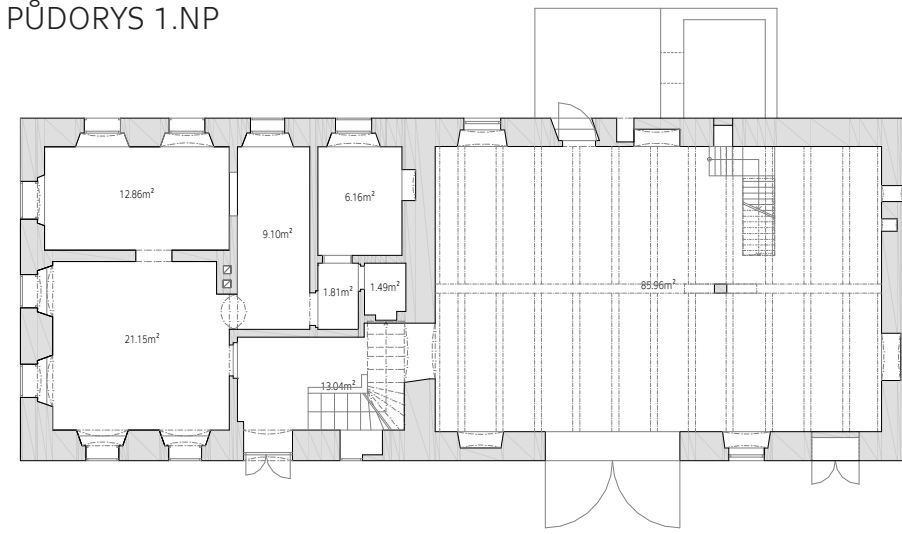 PŮDORYS 1.NP
12.86m²
9.10m²
6.16m²
1.81m²
1.49m²
85.96m²
21.15m²
13.04m²